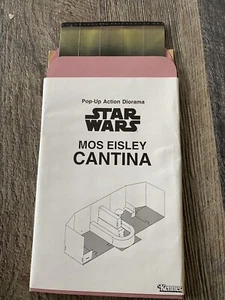 Pop-Up Action Diorama
STAR
WARS
MOS EISLEY
CANTINA
Kenner